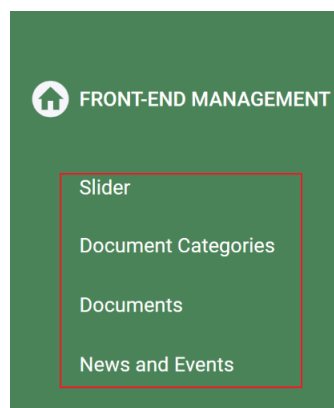 FRONT-END MANAGEMENT
Slider
Document Categories
Documents
News and Events